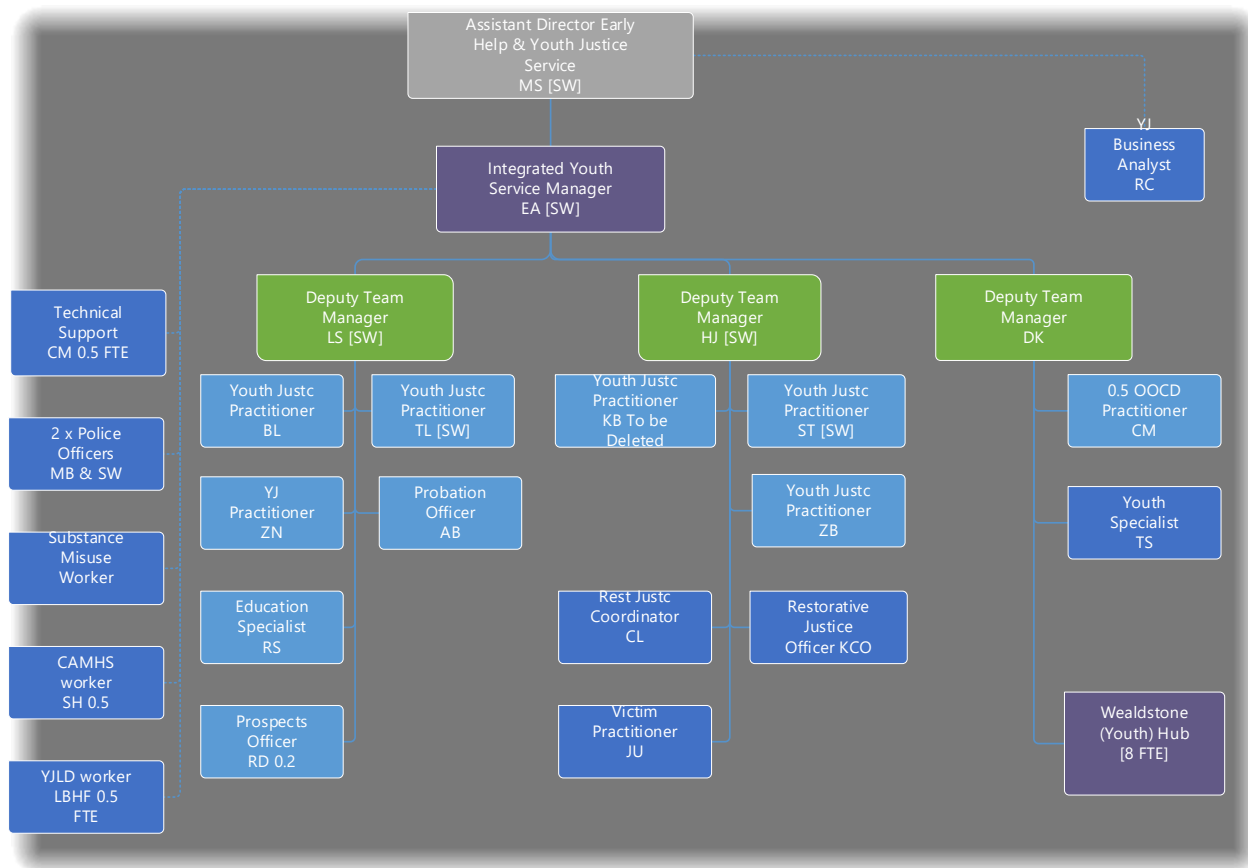 Assistant Director Early
Help & Youth Justice
Service
MS [SW]
YJ
Business
Analyst
RC
Integrated Youth
Service Manager
EA [SW]
Deputy Team
Manager
LS [SW]
Deputy Team
Manager
HJ [SW]
Deputy Team
Manager
DK
Technical
Support
CM 0.5 FTE
2 x Police
Officers
MB & SW
Substance
Misuse
Worker
CAMHS
worker
SH 0.5
YJLD worker
LBHF 0.5
FTE
Youth Justc
Practitioner
BL
Youth Justc
Practitioner
TL [SW]
YJ
Practitioner
ZN
Probation
Officer
AB
Education
Specialist
RS
Prospects
Officer
RD 0.2
Youth Justc
Practitioner
KB To be
Deleted
Youth Justc
Practitioner
ST [SW]
Youth Justc
Practitioner
ZB
Rest Justc
Coordinator
CL
Restorative
Justice
Officer KCO
Victim
Practitioner
JU
0.5 OOCD
Practitioner
CM
Youth
Specialist
TS
Wealdstone
(Youth) Hub
[8 FTE]